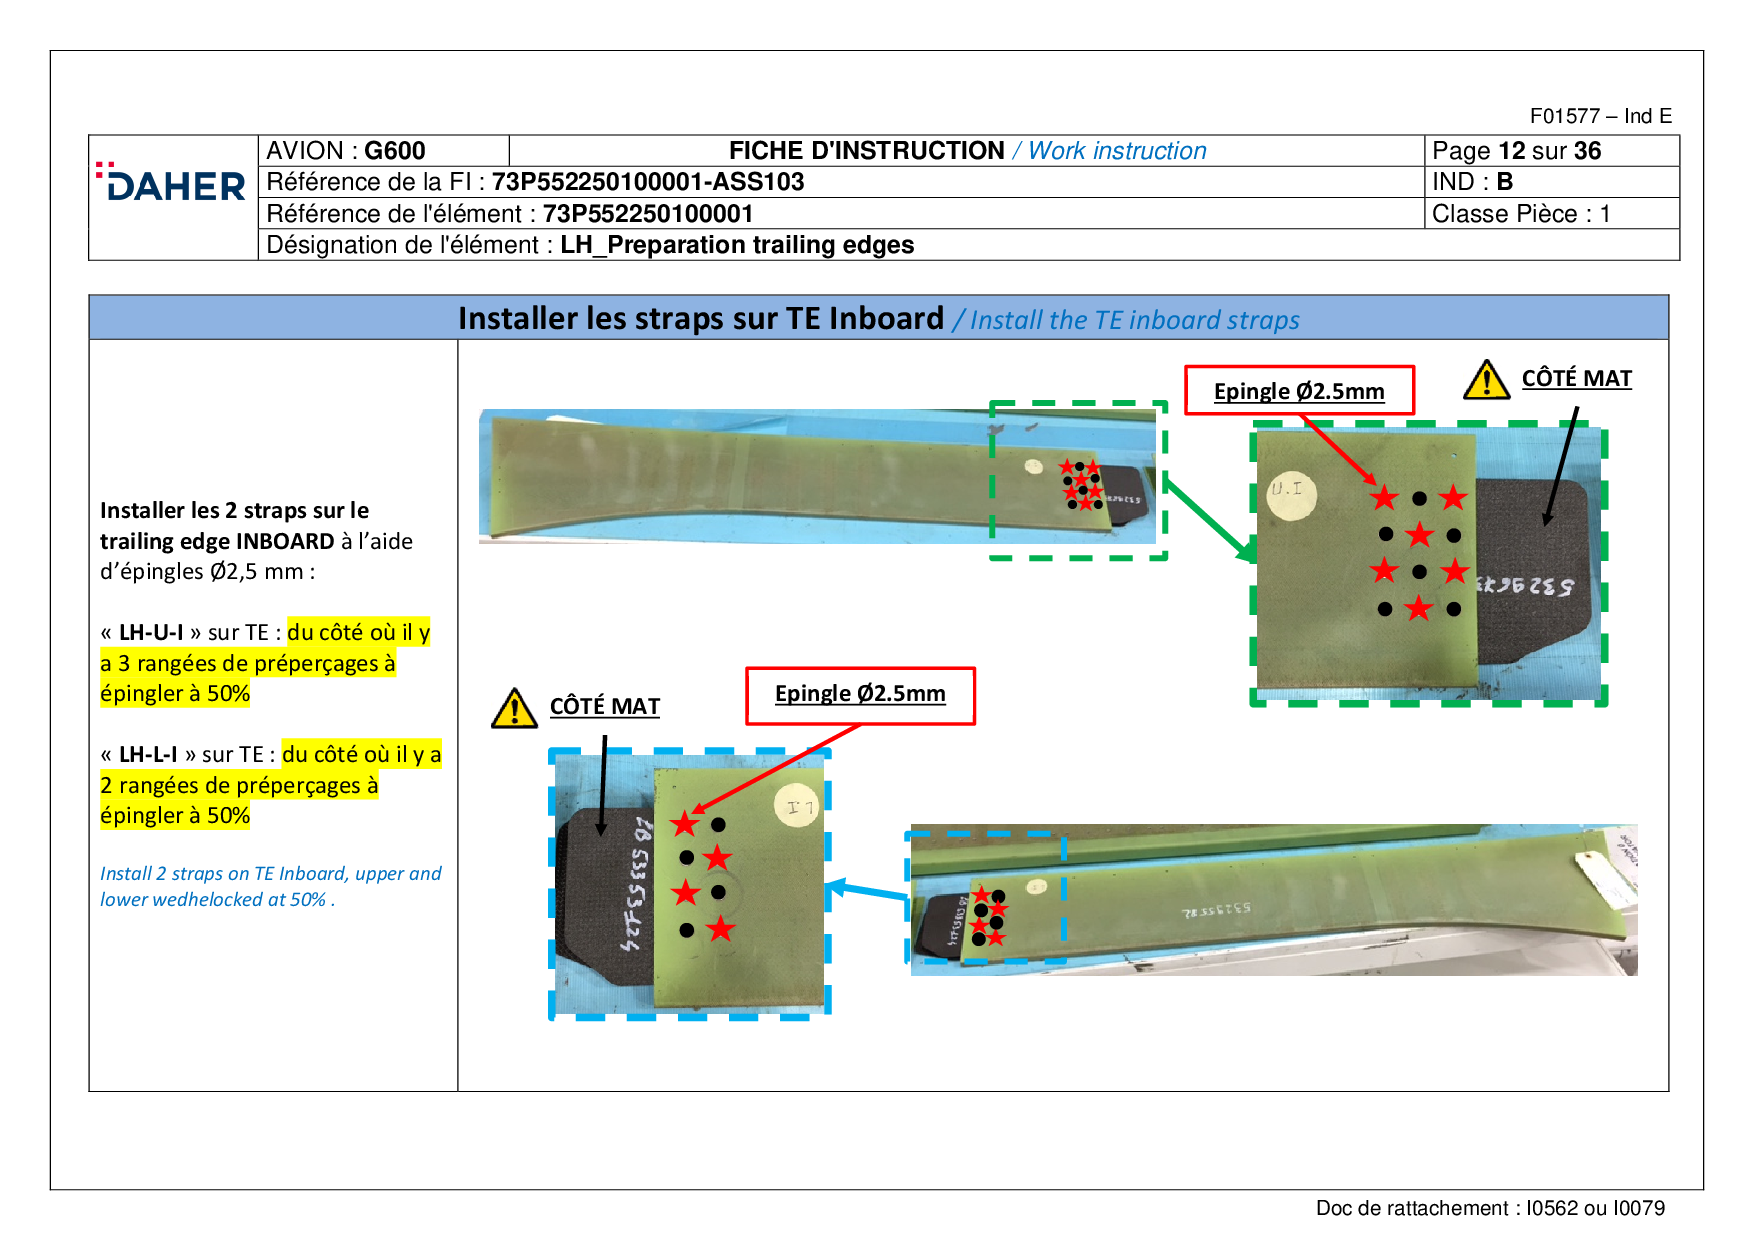 F01577 – Ind E
DAHER
AVION : G600
FICHE D'INSTRUCTION / Work instruction
Page 12 sur 36
Référence de la FI : 73P552250100001-ASS103
IND : B
Référence de l'élément : 73P552250100001
Classe Pièce : 1
Désignation de l'élément : LH_Preparation trailing edges
Installer les straps sur TE Inboard / Install the TE inboard straps
Installer les 2 straps sur le
trailing edge INBOARD à l'aide
d'épingles Ø2,5 mm :
« LH-U-I » sur TE : du côté où il y
a 3 rangées de préperçages à
épingler à 50%
« LH-L-I » sur TE : du côté où il y a
2 rangées de préperçages à
épingler à 50%
Install 2 straps on TE Inboard, upper and
lower wedhelocked at 50% .
Epingle Ø2.5mm
CÔTÉ MAT
U.I
CÔTÉ MAT
Epingle Ø2.5mm
L.I
Doc de rattachement : I0562 ou I0079